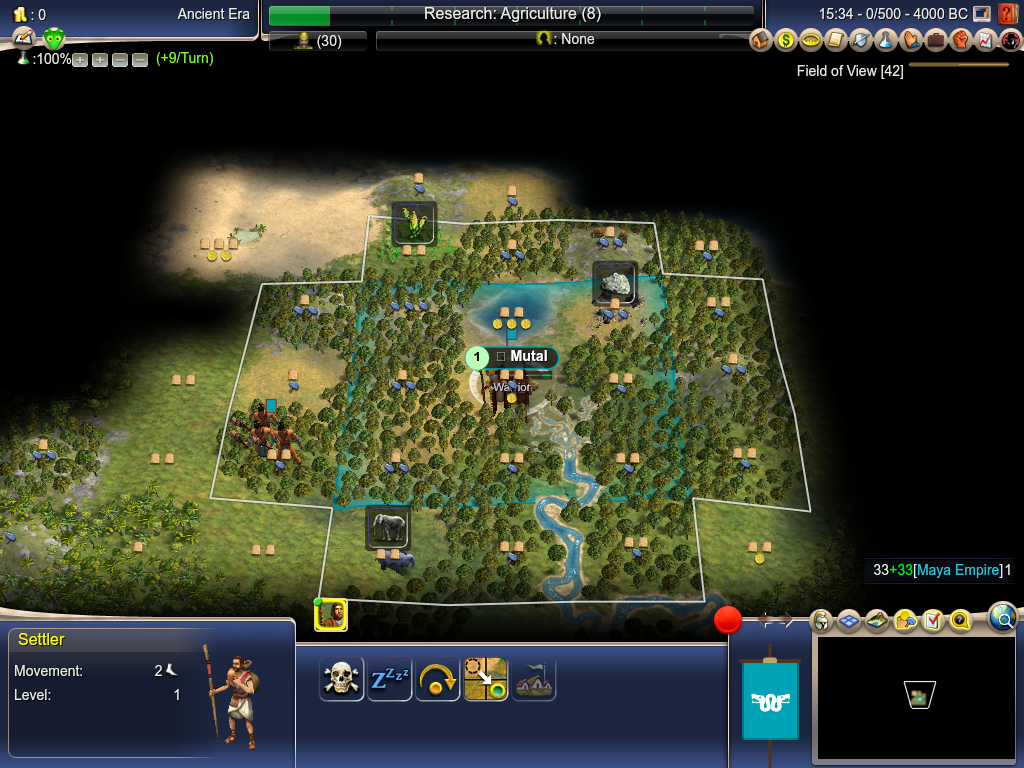 : 0
Ancient Era
Research: Agriculture (8)
15:34 - 0/500 - 4000 BC
(30)
: None
:100%
(+9/Turn)
Field of View [42]
1
Mutal
Warrior
33+33[Maya Empire]1
Settler
Movement:
2
Level:
1
zzzz